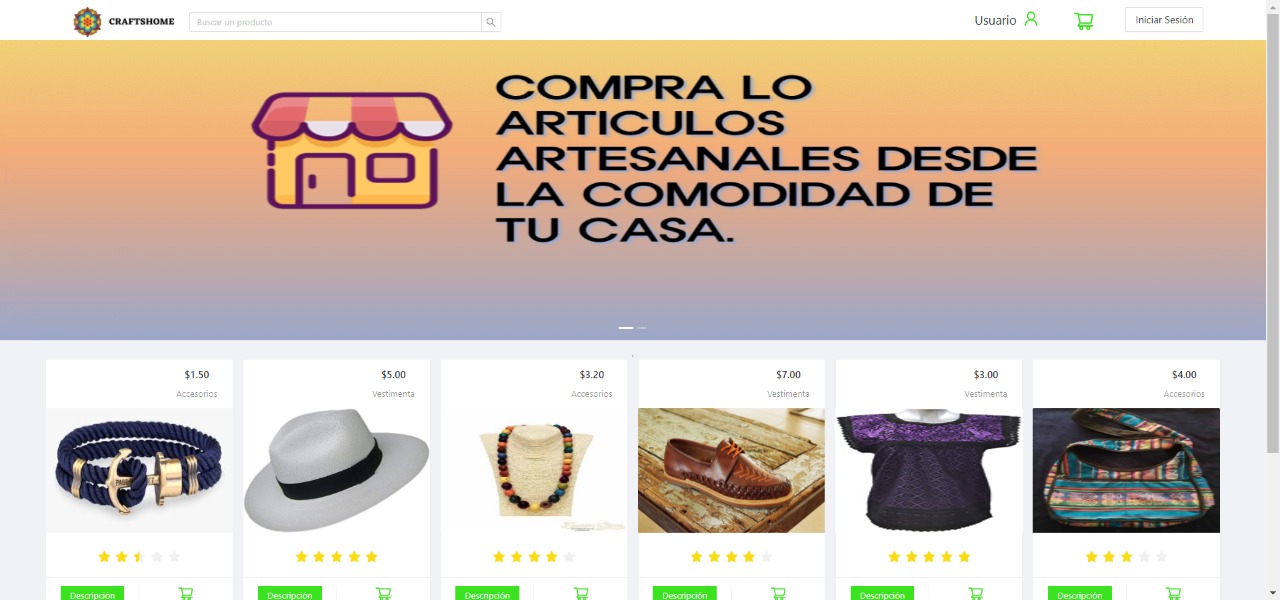 CRAFTSHOME
Buscar un producto
Usuario
Iniciar Sesión
COMPRA LO
ARTICULOS
ARTESANALES DESDE
LA COMODIDAD DE
TU CASA.
$1.50
Accesorios
$5.00
Vestimenta
$3.20
Accesorios
$7.00
Vestimenta
$3.00
Vestimenta
$4.00
Accesorios
Descripción
Descripción
Descripción
Descripción
Descripción
Descripción